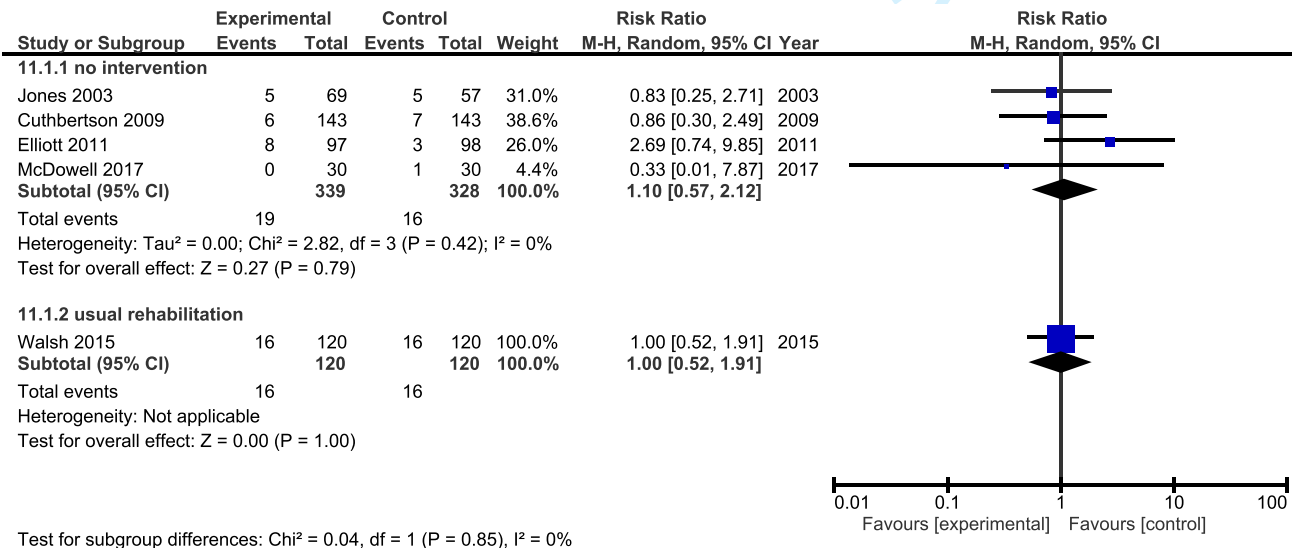 Experimental Control Risk Ratio Risk Ratio
Study or Subgroup Events Total Events Total Weight M-H, Random, 95% CI Year M-H, Random, 95% CI
11.1.1 no intervention
Jones 2003 5 69 5 57 31.0% 0.83 [0.25, 2.71] 2003
Cuthbertson 2009 6 143 7 143 38.6% 0.86 [0.30, 2.49] 2009
Elliott 2011 8 97 3 98 26.0% 2.69 [0.74, 9.85] 2011
McDowell 2017 0 30 1 30 4.4% 0.33 [0.01, 7.87] 2017
Subtotal (95% CI) 339 328 100.0% 1.10 [0.57, 2.12]
Total events 19 16
Heterogeneity: Tau² = 0.00; Chi² = 2.82, df = 3 (P = 0.42); I² = 0%
Test for overall effect: Z = 0.27 (P = 0.79)
11.1.2 usual rehabilitation
Walsh 2015 16 120 16 120 100.0% 1.00 [0.52, 1.91] 2015
Subtotal (95% CI) 120 120 100.0% 1.00 [0.52, 1.91]
Total events 16 16
Heterogeneity: Not applicable
Test for overall effect: Z = 0.00 (P = 1.00)
0.01 0.1 1 10 100
Favours [experimental] Favours [control]
Test for subgroup differences: Chi² = 0.04, df = 1 (P = 0.85), I² = 0%